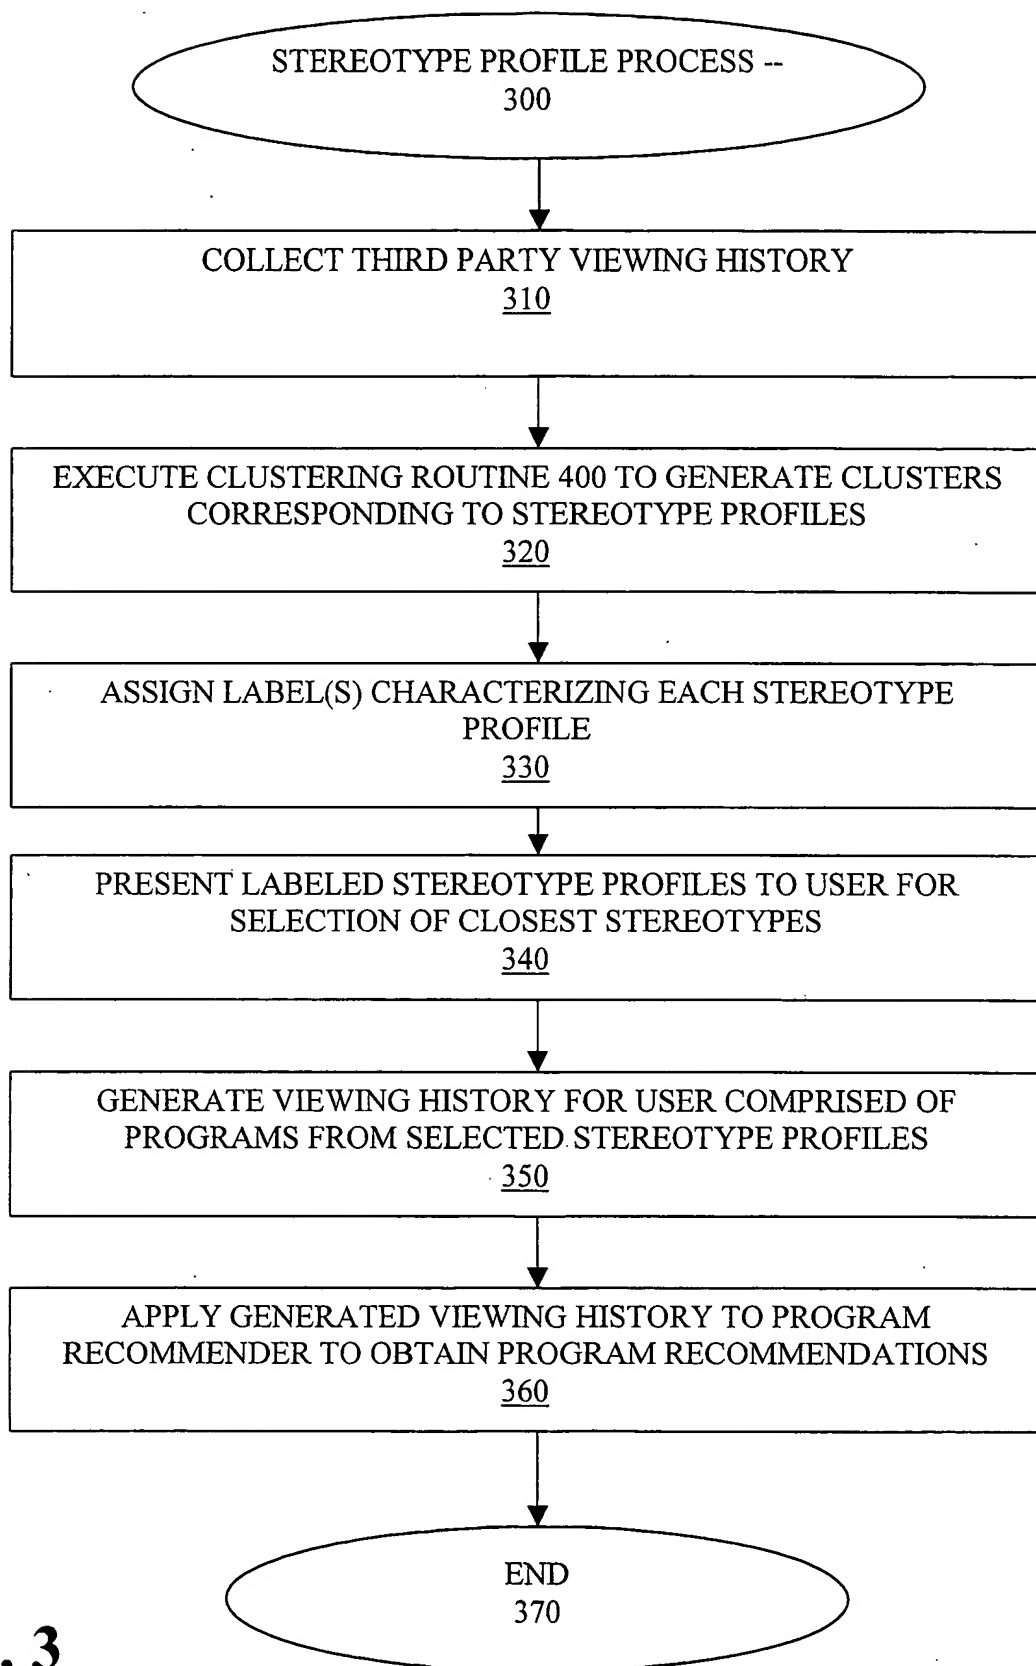 STEREOTYPE PROFILE PROCESS --
300
COLLECT THIRD PARTY VIEWING HISTORY
310
EXECUTE CLUSTERING ROUTINE 400 TO GENERATE CLUSTERS
CORRESPONDING TO STEREOTYPE PROFILES
320
ASSIGN LABEL(S) CHARACTERIZING EACH STEREOTYPE
PROFILE
330
PRESENT LABELED STEREOTYPE PROFILES TO USER FOR
SELECTION OF CLOSEST STEREOTYPES
340
GENERATE VIEWING HISTORY FOR USER COMPRISED OF
PROGRAMS FROM SELECTED STEREOTYPE PROFILES
350
APPLY GENERATED VIEWING HISTORY TO PROGRAM
RECOMMENDER TO OBTAIN PROGRAM RECOMMENDATIONS
360
END
370
. 3